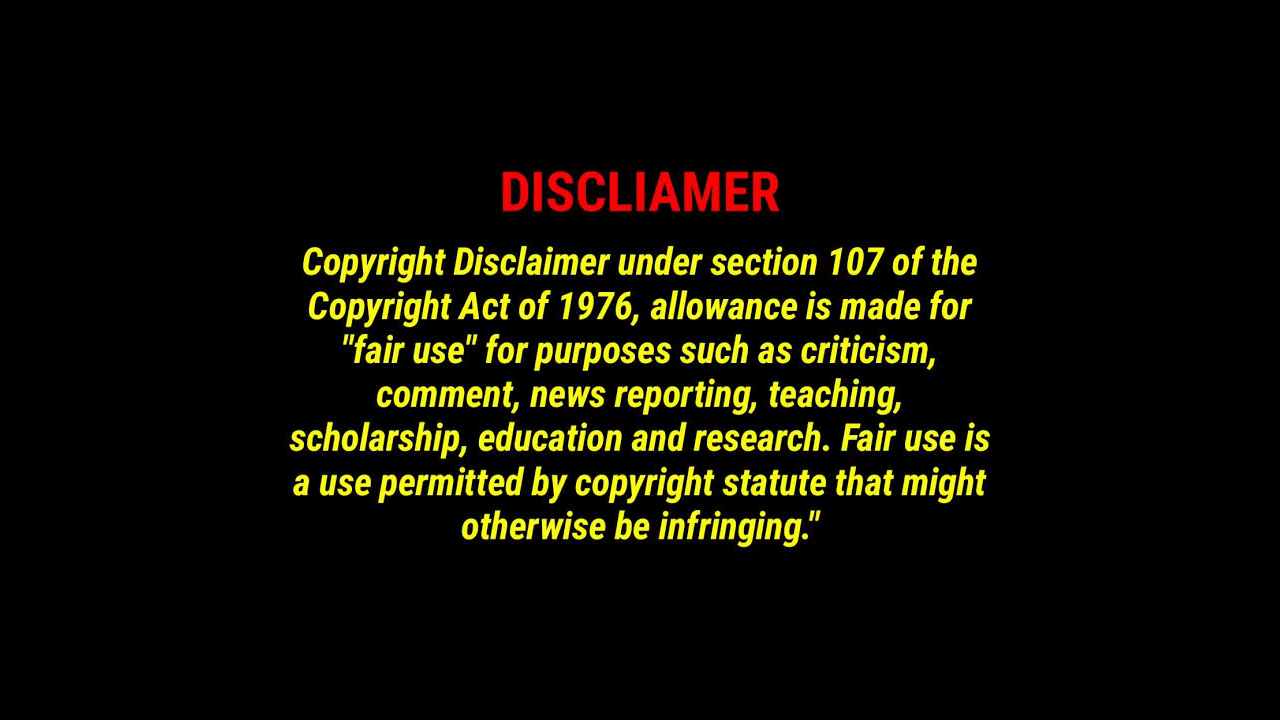 DISCLIAMER
Copyright Disclaimer under section 107 of the
Copyright Act of 1976, allowance is made for
"fair use" for purposes such as criticism,
comment, news reporting, teaching,
scholarship, education and research. Fair use is
a use permitted by copyright statute that might
otherwise be infringing."